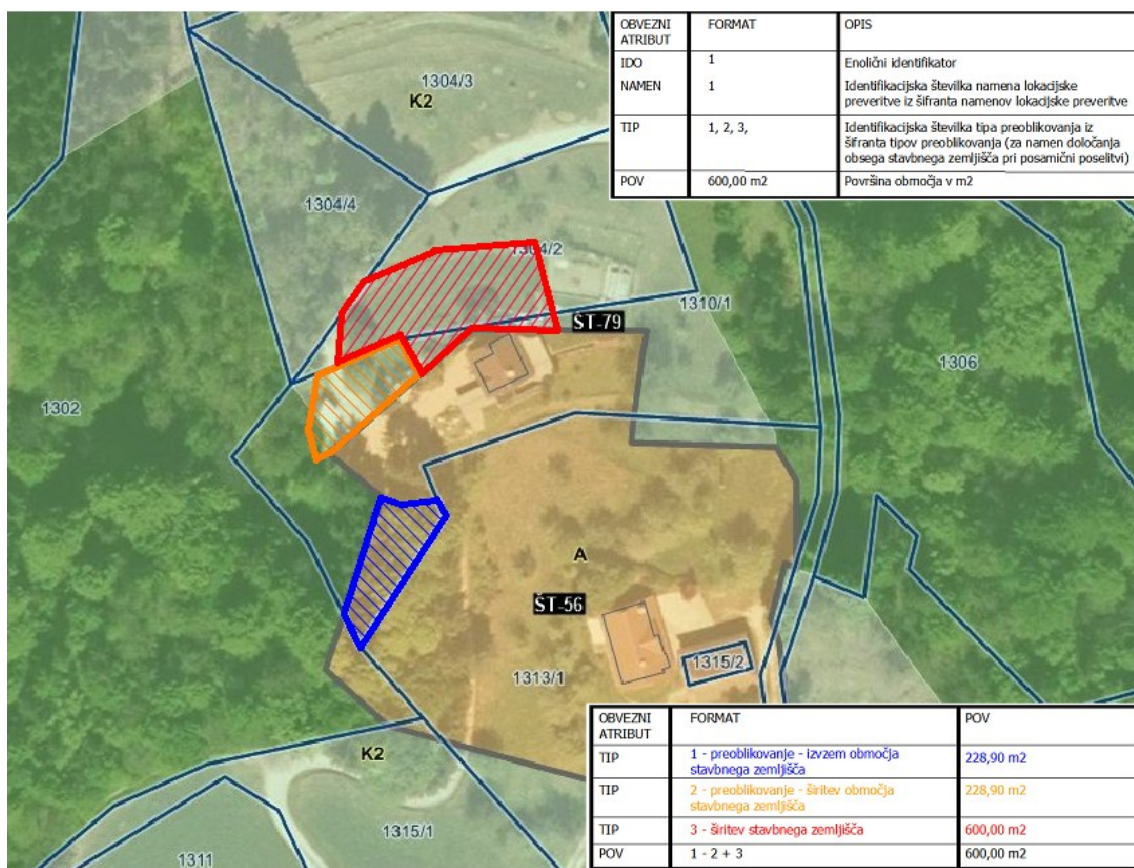 OBVEZNI ATRIBUT FORMAT OPIS
IDO 1 Enolični identifikator
NAMEN 1 Identifikacijska številka namena lokacijske
preveritve iz šifranta namenov lokacijske preveritve
TIP 1, 2, 3, Identifikacijska številka tipa preoblikovanja iz
šifranta tipov preoblikovanja (za namen določanja
obsega stavbnega zemljišča pri posamični poselitvi)
POV 600,00 m2 Površina območja v m2
1304/3
K2
1304/4
1304/2
1310/1
ŠT-79
1306
1302
A
ŠT-56
1315/2
1313/1
K2
1315/1
1311
OBVEZNI ATRIBUT FORMAT POV
TIP 1 - preoblikovanje - izvzem območja
stavbnega zemljišča 228,90 m2
TIP 2 - preoblikovanje - širitev območja
stavbnega zemljišča 228,90 m2
TIP 3 - širitev stavbnega zemljišča 600,00 m2
POV 1 - 2 + 3 600,00 m2